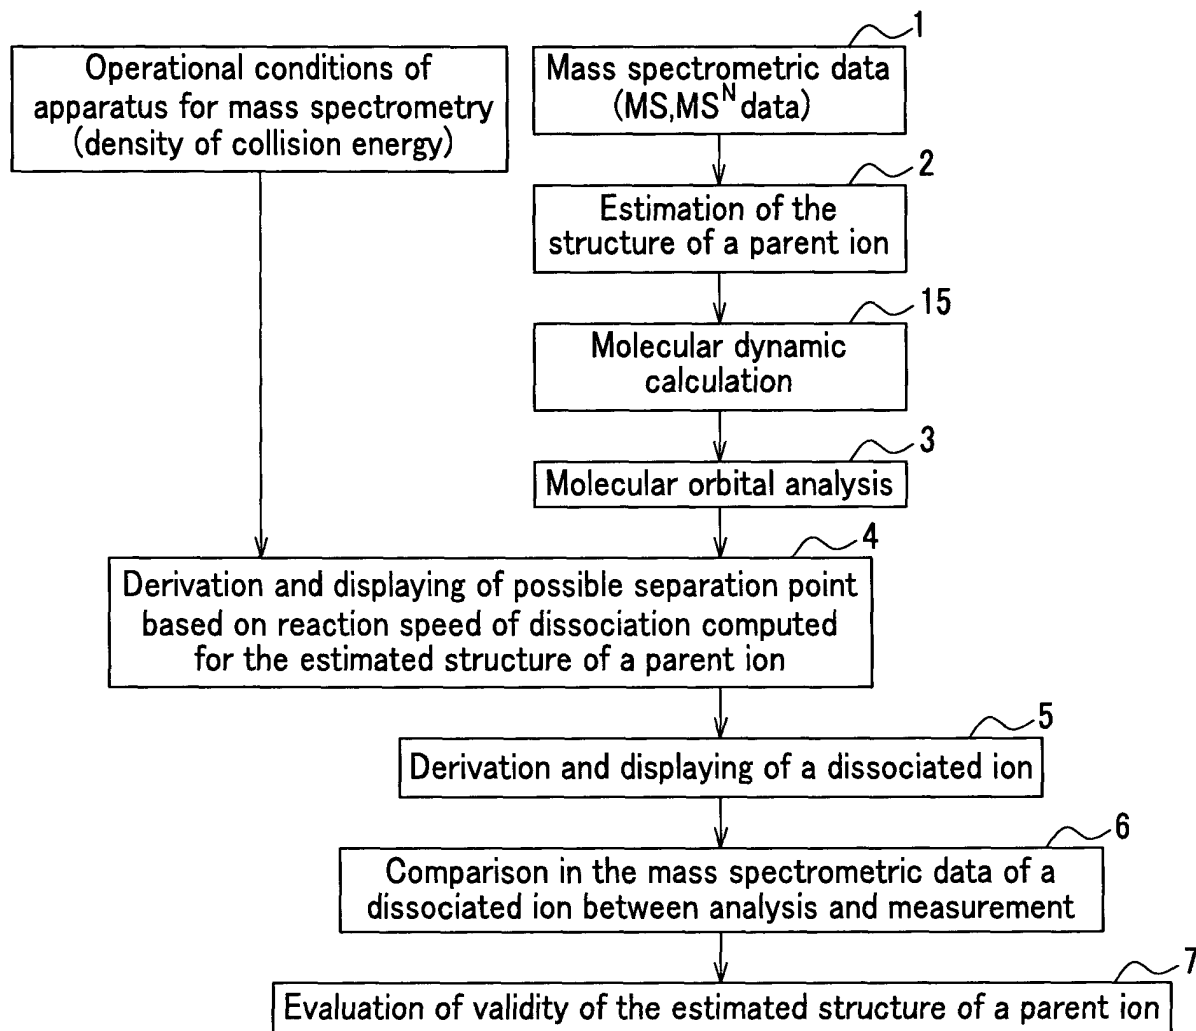 Operational conditions of
apparatus for mass spectrometry
(density of collision energy)
1
Mass spectrometric data
(MS,MS^N data)
2
Estimation of the
structure of a parent ion
15
Molecular dynamic
calculation
3
Molecular orbital analysis
4
Derivation and displaying of possible separation point
based on reaction speed of dissociation computed
for the estimated structure of a parent ion
5
Derivation and displaying of a dissociated ion
6
Comparison in the mass spectrometric data of a
dissociated ion between analysis and measurement
7
Evaluation of validity of the estimated structure of a parent ion